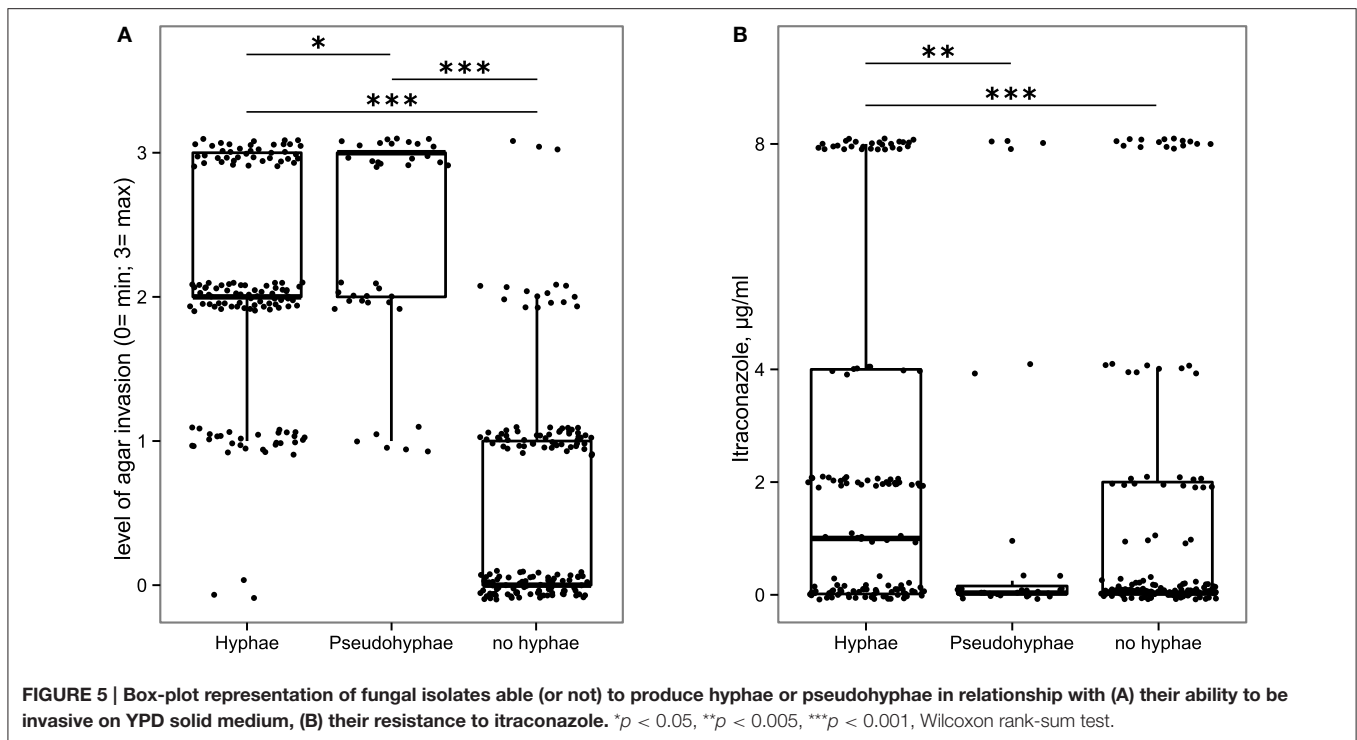 A
*
***
***
level of agar invasion (0= min; 3= max)
3
2
1
0
Hyphae Pseudohyphae no hyphae
B
**
***
Itraconazole, µg/ml
8
4
2
0
Hyphae Pseudohyphae no hyphae
FIGURE 5 | Box-plot representation of fungal isolates able (or not) to produce hyphae or pseudohyphae in relationship with (A) their ability to be
invasive on YPD solid medium, (B) their resistance to itraconazole. *p < 0.05, **p < 0.005, ***p < 0.001, Wilcoxon rank-sum test.